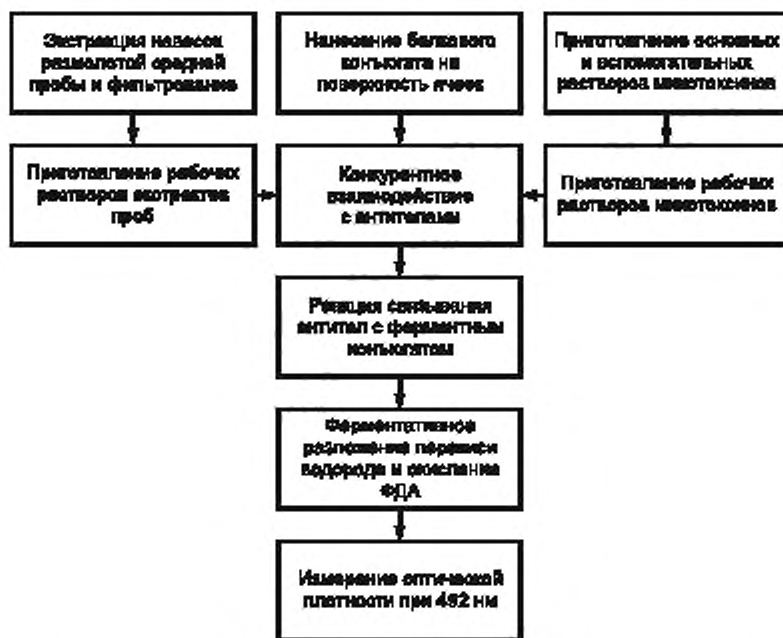 Экстракция навесок
размолотой средней
пробы и фильтрование
Нанесение белкового
конъюгата на
поверхность ячеек
Приготовление основных
и вспомогательных
растворов микотоксинов
Приготовление рабочих
растворов экстрактов
проб
Конкурентное
взаимодействие
с антителами
Приготовление рабочих
растворов микотоксинов
Реакция связывания
антител с ферментным
конъюгатом
Ферментативное
разложение перекиси
водорода и окисление
ФДА
Измерение оптической
плотности при 492 нм